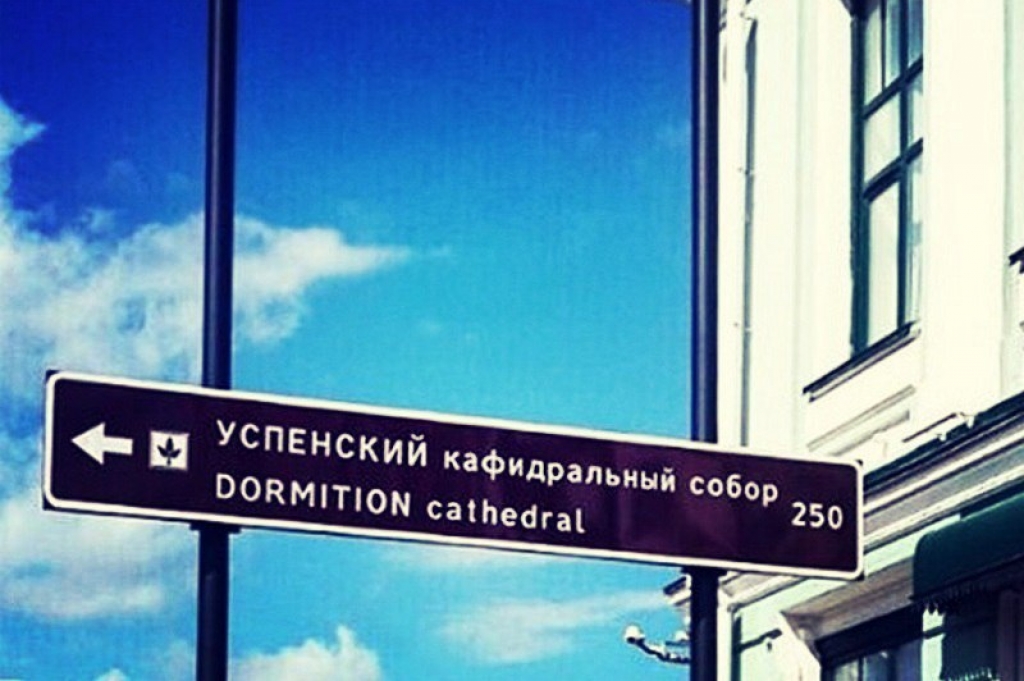 УСПЕНСКИЙ кафидральный собор
DORMITION cathedral
250